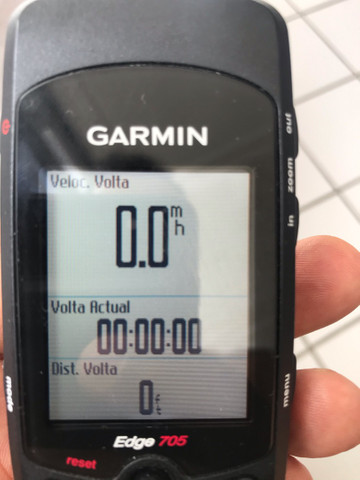 GARMIN
Veloc. Volta
0.0 mh
Volta Actual
00:00:00
Dist. Volta
0 ft
Edge 705
reset
mode
out
zoom
in
menu